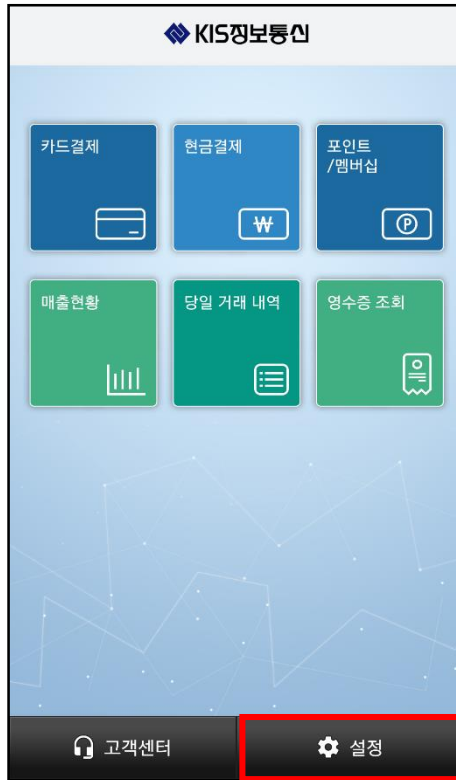 KIS정보통신
카드결제
현금결제
포인트
/멤버십
매출현황
당일 거래 내역
영수증 조회
고객센터
설정